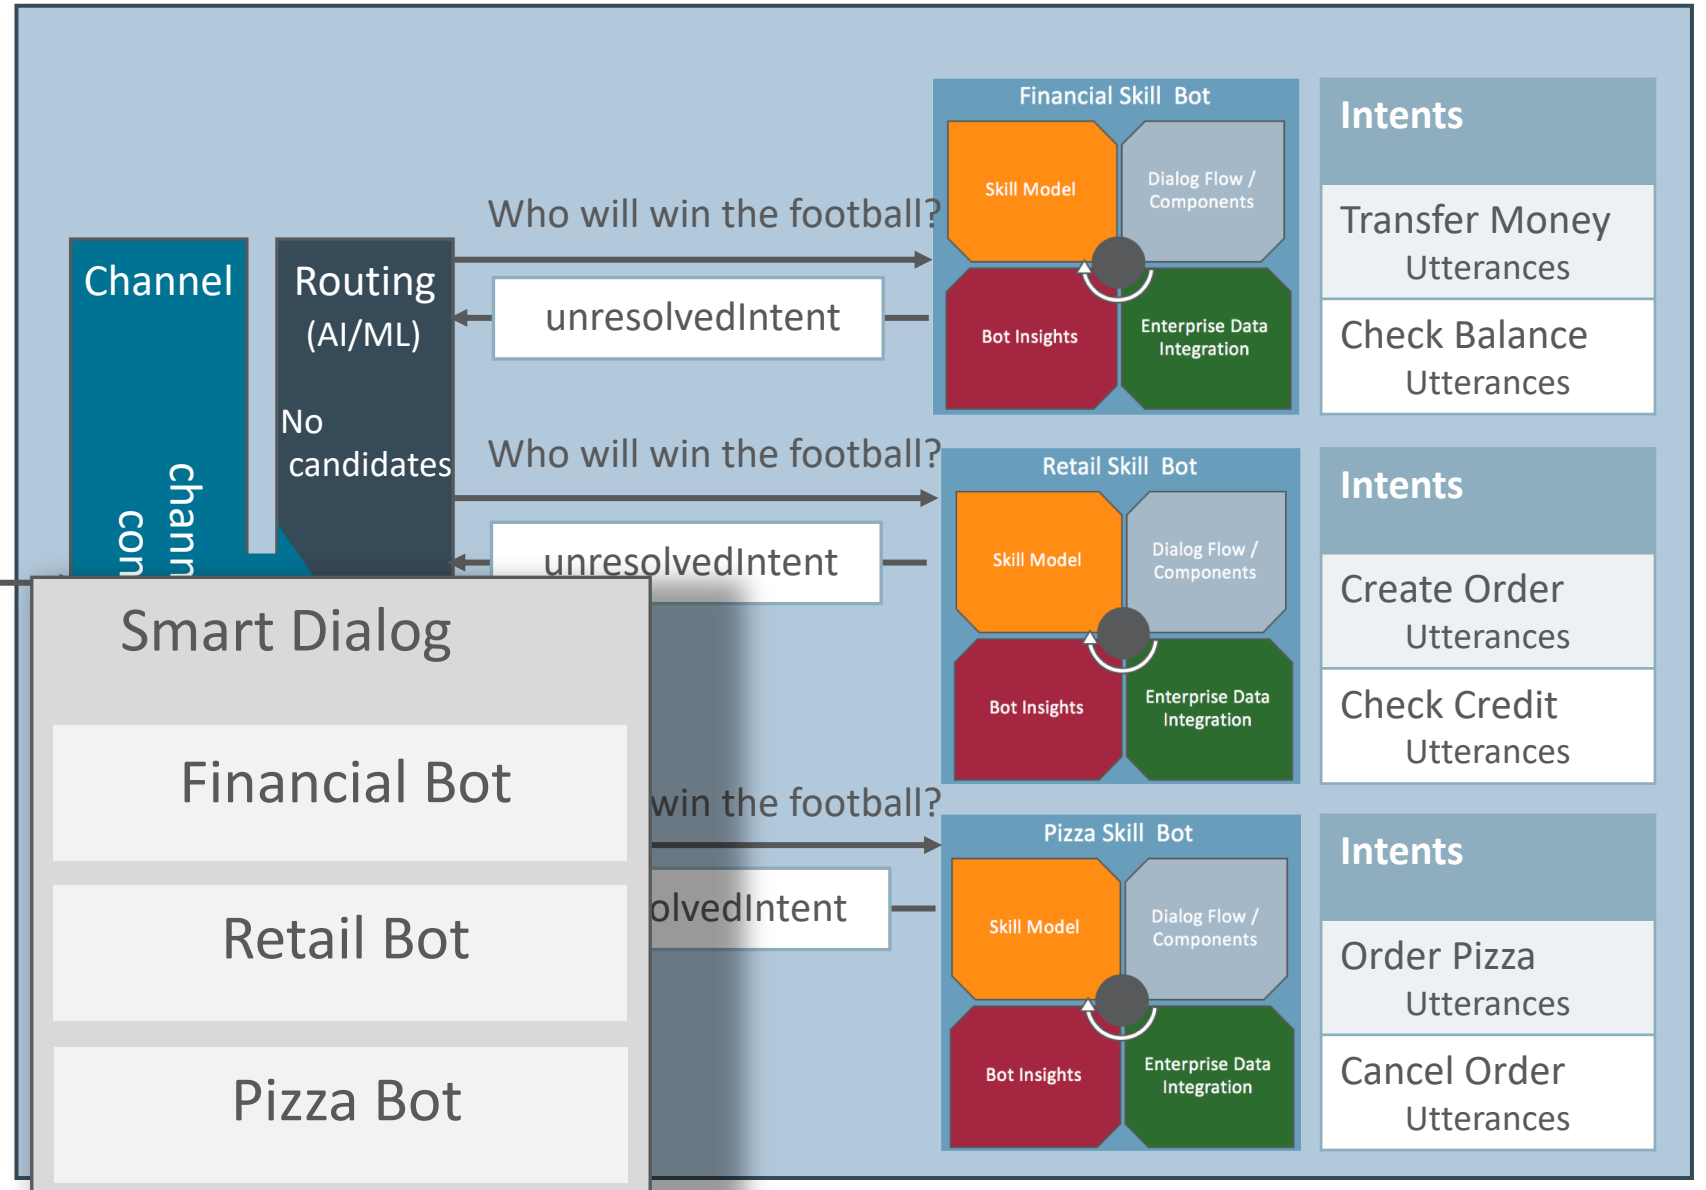 Channel
chann
con
Routing
(AI/ML)
No
candidates
Who will win the football?
unresolvedIntent
Financial Skill Bot
Skill Model
Dialog Flow /
Components
Bot Insights
Enterprise Data
Integration
Intents
Transfer Money
Utterances
Check Balance
Utterances
Who will win the football?
unresolvedIntent
Retail Skill Bot
Skill Model
Dialog Flow /
Components
Bot Insights
Enterprise Data
Integration
Intents
Create Order
Utterances
Check Credit
Utterances
win the football?
olvedIntent
Pizza Skill Bot
Skill Model
Dialog Flow /
Components
Bot Insights
Enterprise Data
Integration
Intents
Order Pizza
Utterances
Cancel Order
Utterances
Smart Dialog
Financial Bot
Retail Bot
Pizza Bot